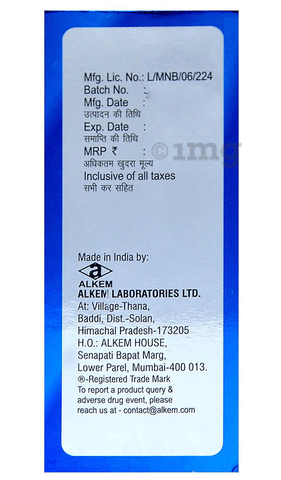 Mfg. Lic. No.: L/MNB/06/224
Batch No. :
Mfg. Date :
उत्पादन की तिथि
Exp. Date :
समाप्ति की तिथि
MRP ₹ :
अधिकतम खुदरा मूल्य
Inclusive of all taxes
सभी कर सहित
1mg
Made in India by:
a
ALKEM
ALKEM LABORATORIES LTD.
At: Village-Thana,
Baddi, Dist.-Solan,
Himachal Pradesh-173205
H.O.: ALKEM HOUSE,
Senapati Bapat Marg,
Lower Parel, Mumbai-400 013.
®-Registered Trade Mark
To report a product query &
adverse drug event, please
reach us at - contact@alkem.com